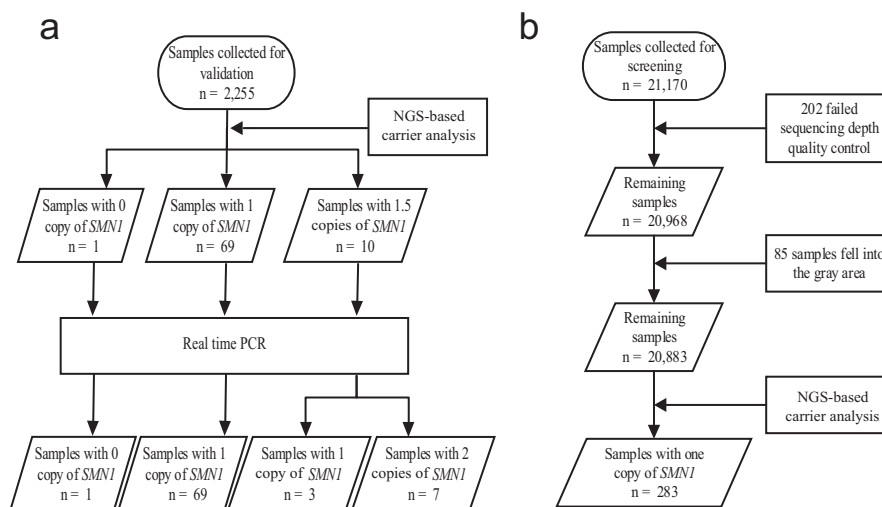 a
Samples collected for
validation
n = 2,255
NGS-based
carrier analysis
Samples with 0
copy of SMN1
n = 1
Samples with 1
copy of SMN1
n = 69
Samples with 1.5
copies of SMN1
n = 10
Real time PCR
Samples with 0
copy of SMN1
n = 1
Samples with 1
copy of SMN1
n = 69
Samples with 1
copy of SMN1
n = 3
Samples with 2
copies of SMN1
n = 7
b
Samples collected for
screening
n = 21,170
202 failed
sequencing depth
quality control
Remaining
samples
n = 20,968
85 samples fell into
the gray area
Remaining
samples
n = 20,883
NGS-based
carrier analysis
Samples with one
copy of SMN1
n = 283